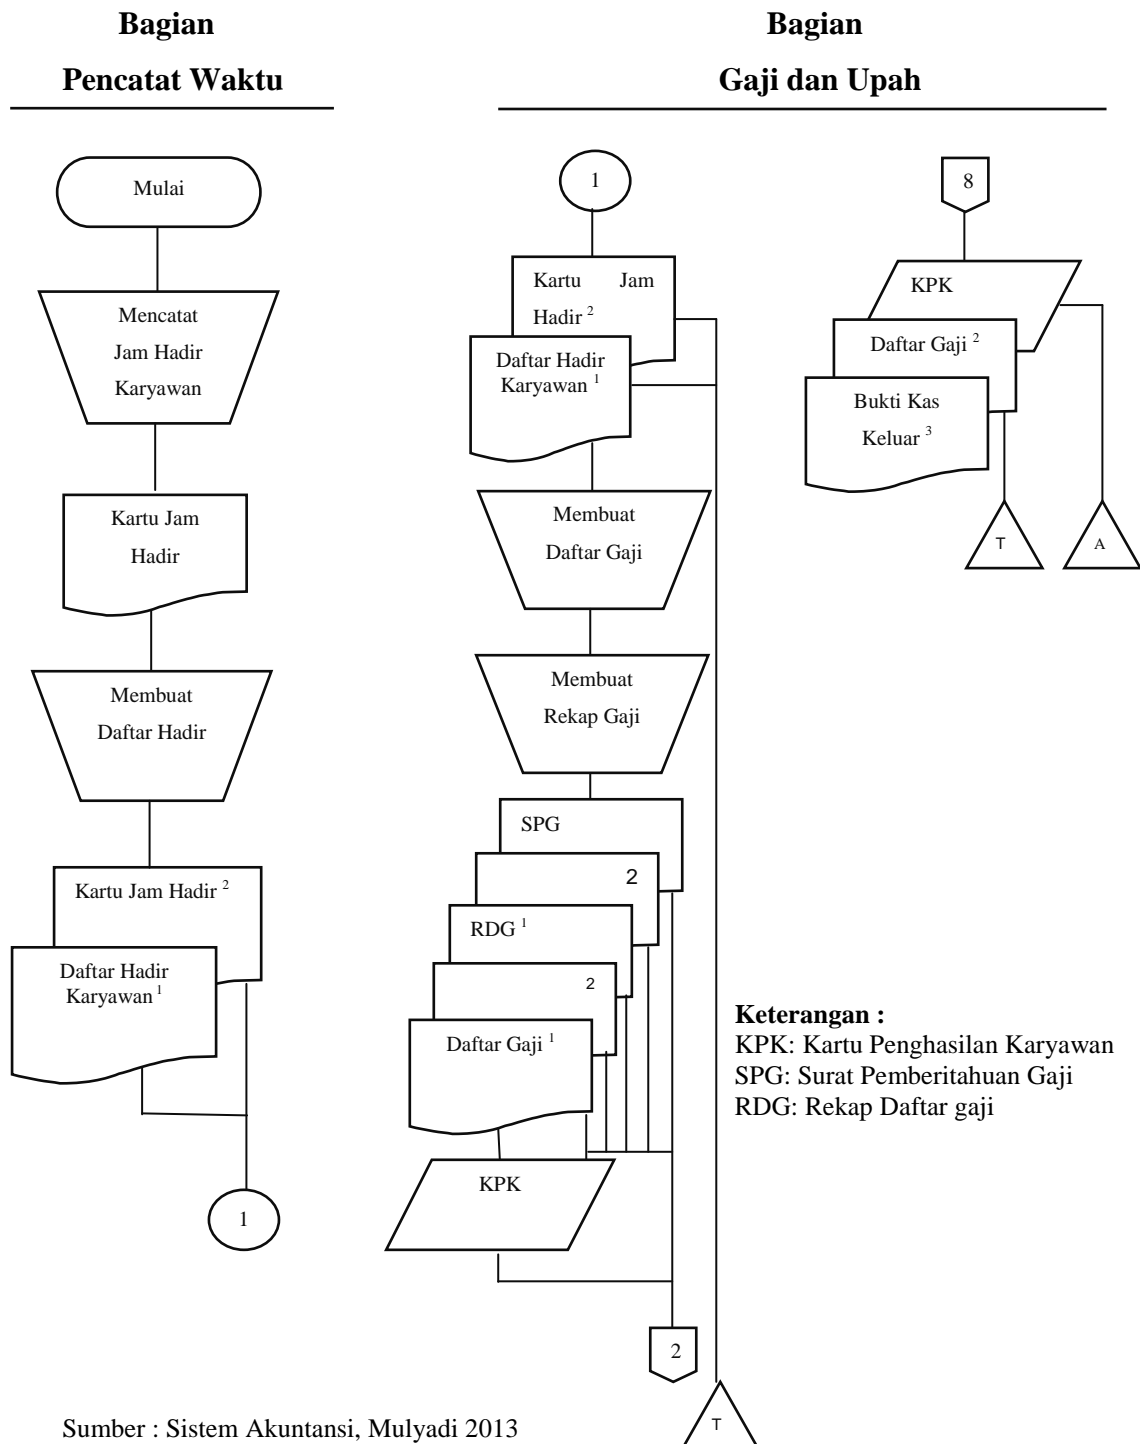 Bagian
Pencatat Waktu
Mulai
Mencatat
Jam Hadir
Karyawan
Kartu Jam
Hadir
Membuat
Daftar Hadir
Kartu Jam Hadir 2
Daftar Hadir
Karyawan 1
1
Bagian
Gaji dan Upah
1
Kartu Jam
Hadir 2
Daftar Hadir
Karyawan 1
Membuat
Daftar Gaji
Membuat
Rekap Gaji
SPG
2
RDG 1
2
Daftar Gaji 1
KPK
2
T
8
KPK
Daftar Gaji 2
Bukti Kas
Keluar 3
T
A
Keterangan :
KPK: Kartu Penghasilan Karyawan
SPG: Surat Pemberitahuan Gaji
RDG: Rekap Daftar gaji
Sumber : Sistem Akuntansi, Mulyadi 2013